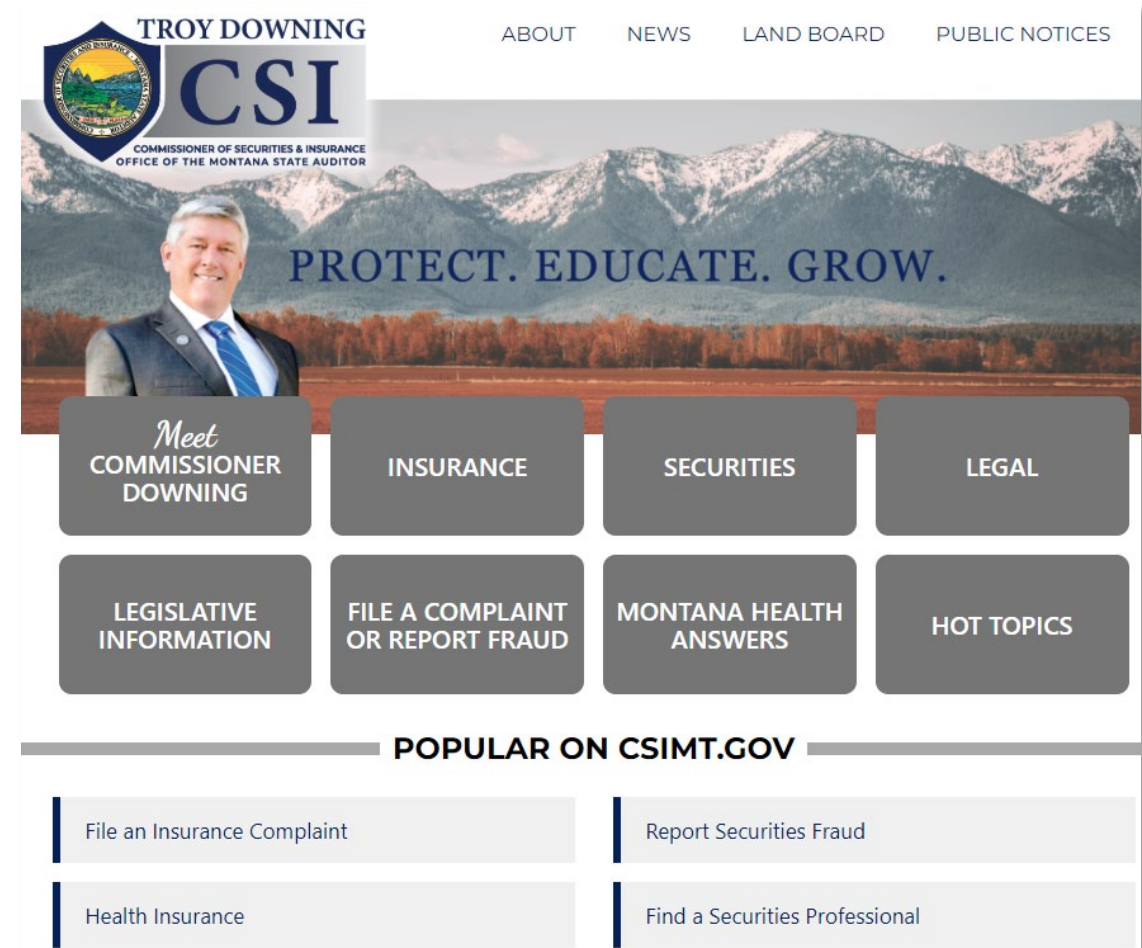 TROY DOWNING
CSI
COMMISSIONER OF SECURITIES & INSURANCE
OFFICE OF THE MONTANA STATE AUDITOR
ABOUT NEWS LAND BOARD PUBLIC NOTICES
PROTECT. EDUCATE. GROW.
Meet
COMMISSIONER
DOWNING
INSURANCE
SECURITIES
LEGAL
LEGISLATIVE
INFORMATION
FILE A COMPLAINT
OR REPORT FRAUD
MONTANA HEALTH
ANSWERS
HOT TOPICS
POPULAR ON CSIMT.GOV
File an Insurance Complaint
Report Securities Fraud
Health Insurance
Find a Securities Professional